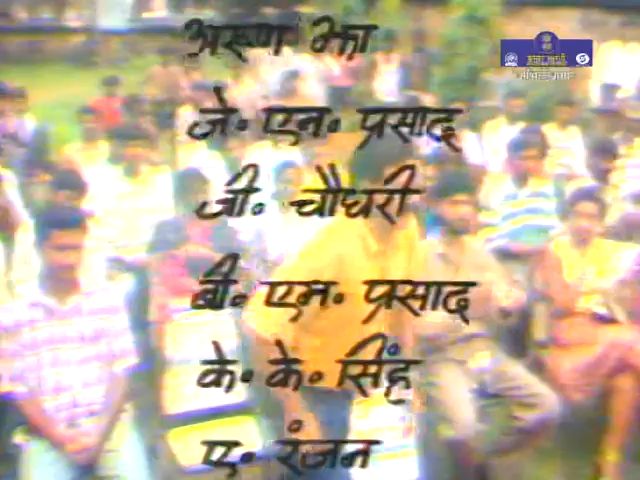 अरुण झा
जे. एन. प्रसाद
जी. चौधरी
बी. एम. प्रसाद
के. के. सिंह
ए. रंजन